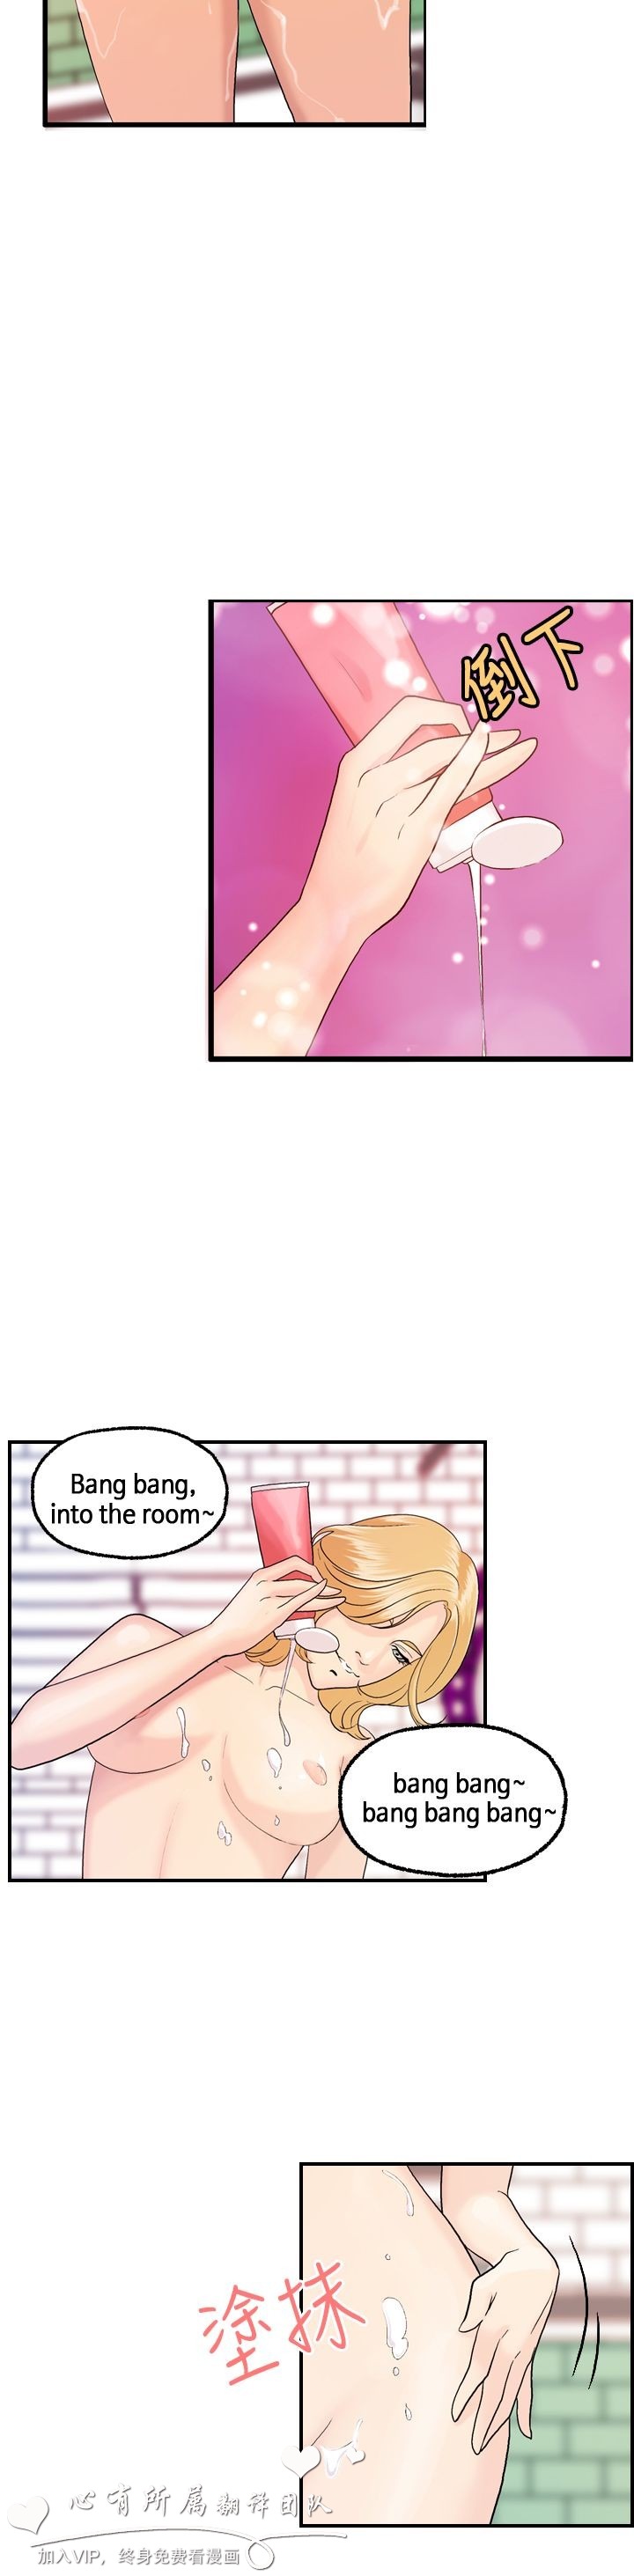 倒下
Bang bang,
into the room~
bang bang~
bang bang bang~
塗抹
心有所属翻译团队
加入VIP，终身免费看漫画